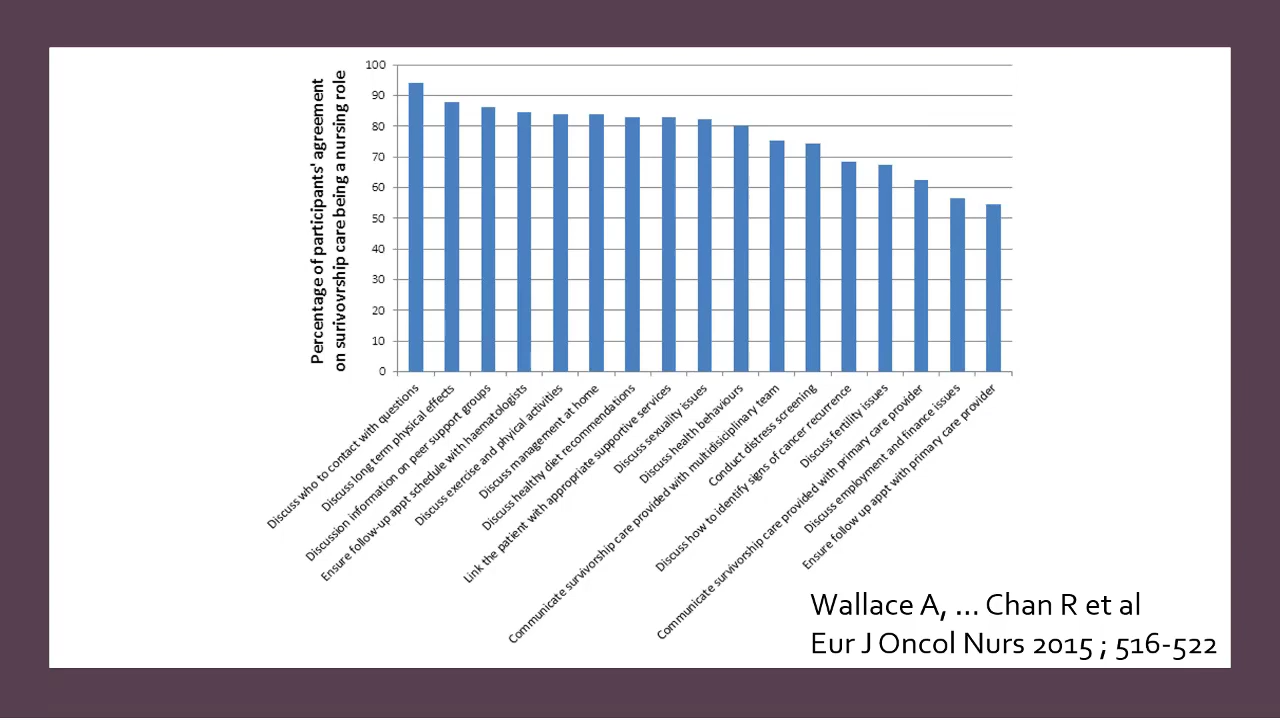 Percentage of participants' agreement
on surivovrship care being a nursing role
100
90
80
70
60
50
40
30
20
10
0
Discuss who to contact with questions
Discuss long term physical effects
Discussion information on peer support groups
Ensure follow-up appt schedule with haematologists
Discuss exercise and phyical activities
Discuss management at home
Discuss healthy diet recommendations
Link the patient with appropriate supportive services
Discuss sexuality issues
Discuss health behaviours
Communicate survivorship care provided with multidisiciplinary team
Conduct distress screening
Discuss how to identify signs of cancer recurrence
Discuss fertility issues
Communicate survivorship care provided with primary care provider
Discuss employment and finance issues
Ensure follow up appt with primary care provider
Wallace A, ... Chan R et al
Eur J Oncol Nurs 2015 ; 516-522